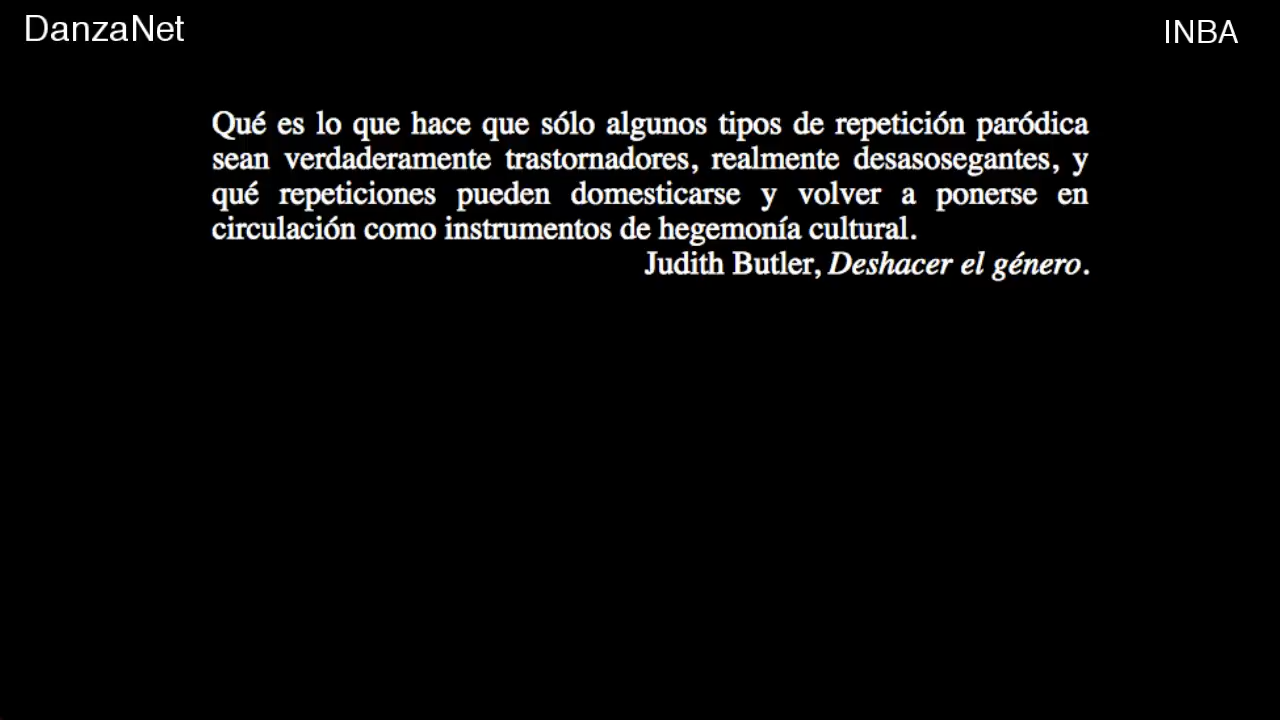 DanzaNet
INBA
Qué es lo que hace que sólo algunos tipos de repetición paródica
sean verdaderamente trastornadores, realmente desasosegantes, y
qué repeticiones pueden domesticarse y volver a ponerse en
circulación como instrumentos de hegemonía cultural.
Judith Butler, Deshacer el género.